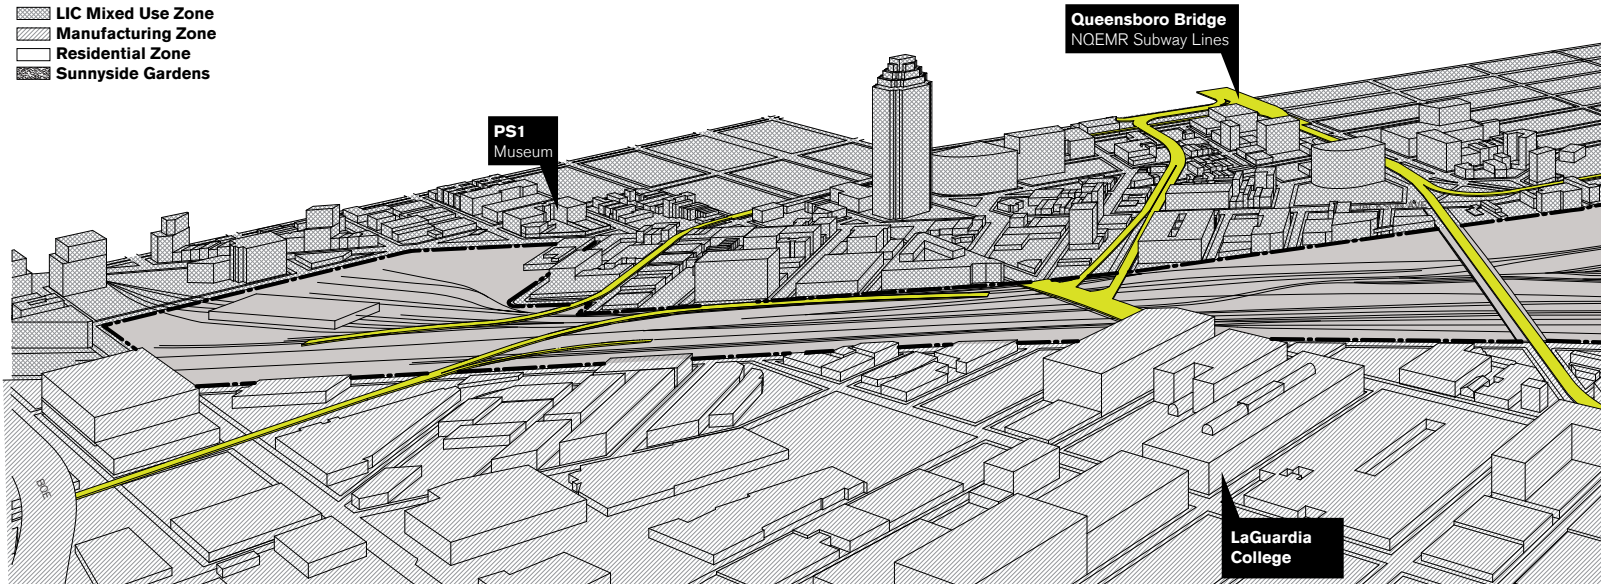 LIC Mixed Use Zone
Manufacturing Zone
Residential Zone
Sunnyside Gardens
Queensboro Bridge
NQEMR Subway Lines
PS1
Museum
BQE
LaGuardia
College